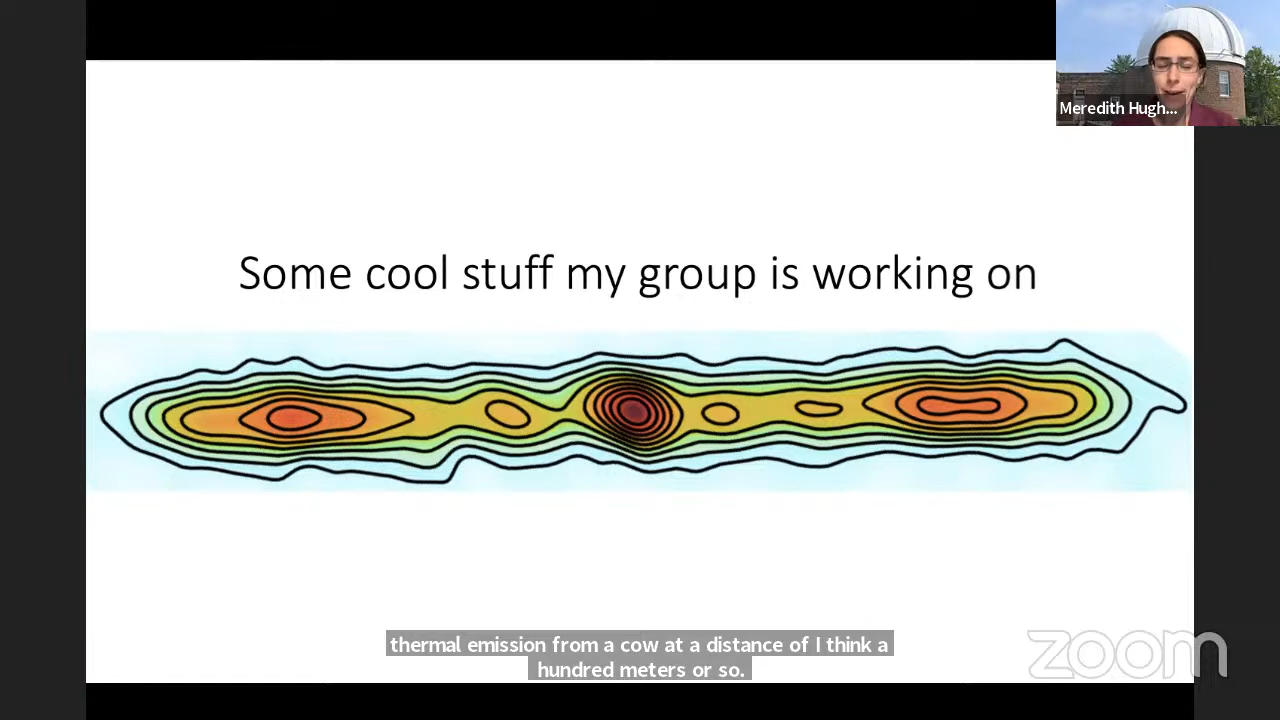 Meredith Hugh...
Some cool stuff my group is working on
thermal emission from a cow at a distance of I think a
hundred meters or so.
zoom